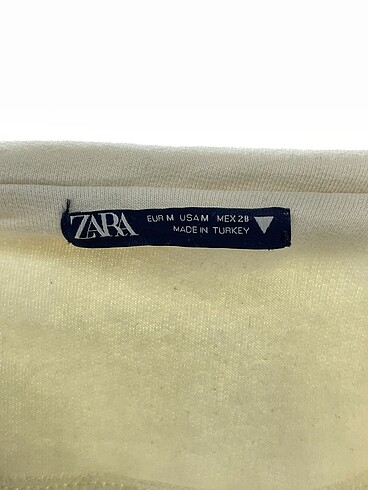 ZARA
EUR M USA M MEX 28
MADE IN TURKEY